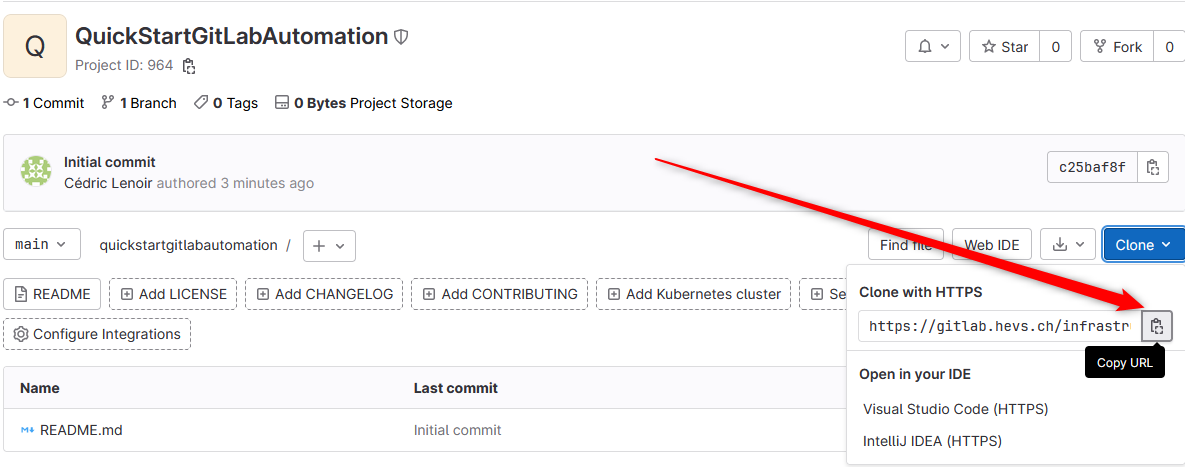 Q
QuickStartGitLabAutomation
Project ID: 964
Star 0
Fork 0
1 Commit 1 Branch 0 Tags 0 Bytes Project Storage
Initial commit
Cédric Lenoir authored 3 minutes ago
c25baf8f
main
quickstartgitlabautomation /
+
Find file
Web IDE
Clone
README
Add LICENSE
Add CHANGELOG
Add CONTRIBUTING
Add Kubernetes cluster
Configure Integrations
Clone with HTTPS
https://gitlab.hevs.ch/infrastr
Copy URL
Open in your IDE
Visual Studio Code (HTTPS)
IntelliJ IDEA (HTTPS)
Name Last commit
README.md Initial commit